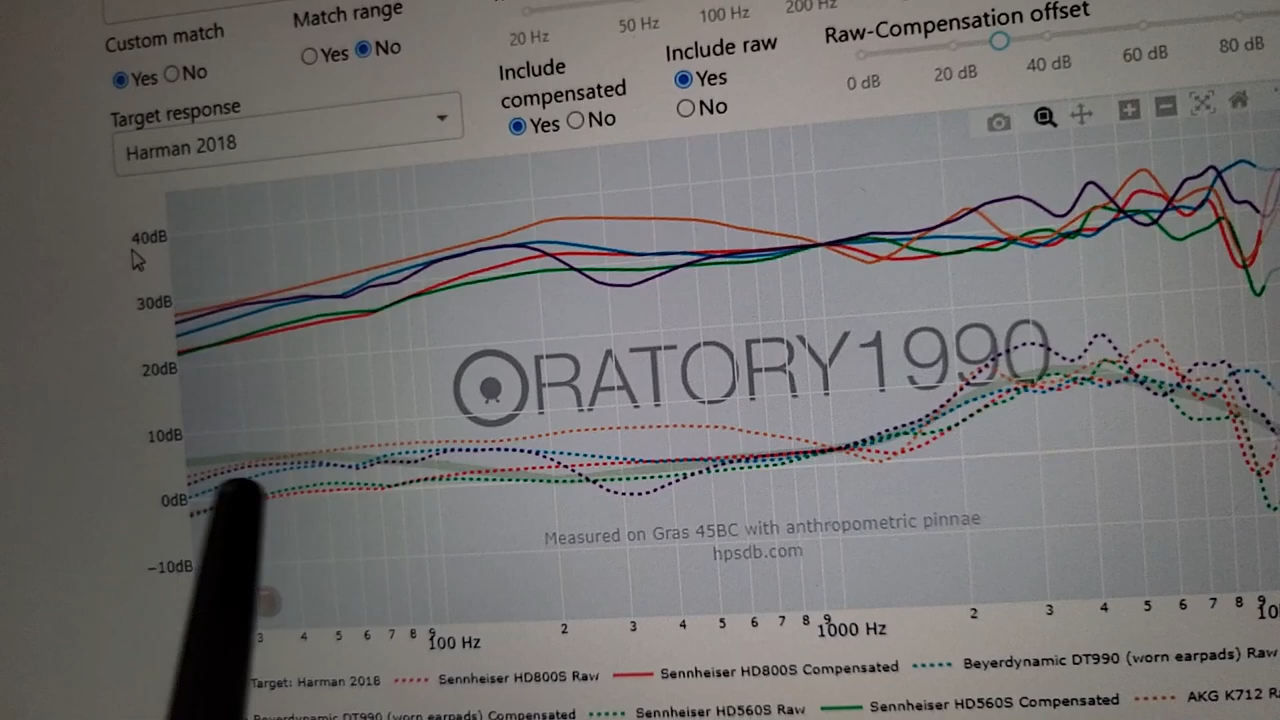 Custom match
Match range
Yes No
Yes No
20 Hz 50 Hz 100 Hz 200 Hz
Target response
Harman 2018
Include compensated
Yes No
Include raw
Yes
No
Raw-Compensation offset
0 dB 20 dB 40 dB 60 dB 80 dB
40dB
30dB
20dB
10dB
0dB
−10dB
ORATORY1990
Measured on Gras 45BC with anthropometric pinnae
hpsdb.com
3 4 5 6 7 8 9 100 Hz 2 3 4 5 6 7 8 9 1000 Hz 2 3 4 5 6 7 8 9 10
Target: Harman 2018 Sennheiser HD800S Raw Sennheiser HD800S Compensated Beyerdynamic DT990 (worn earpads) Raw
Beyerdynamic DT990 (worn earpads) Compensated Sennheiser HD560S Raw Sennheiser HD560S Compensated AKG K712